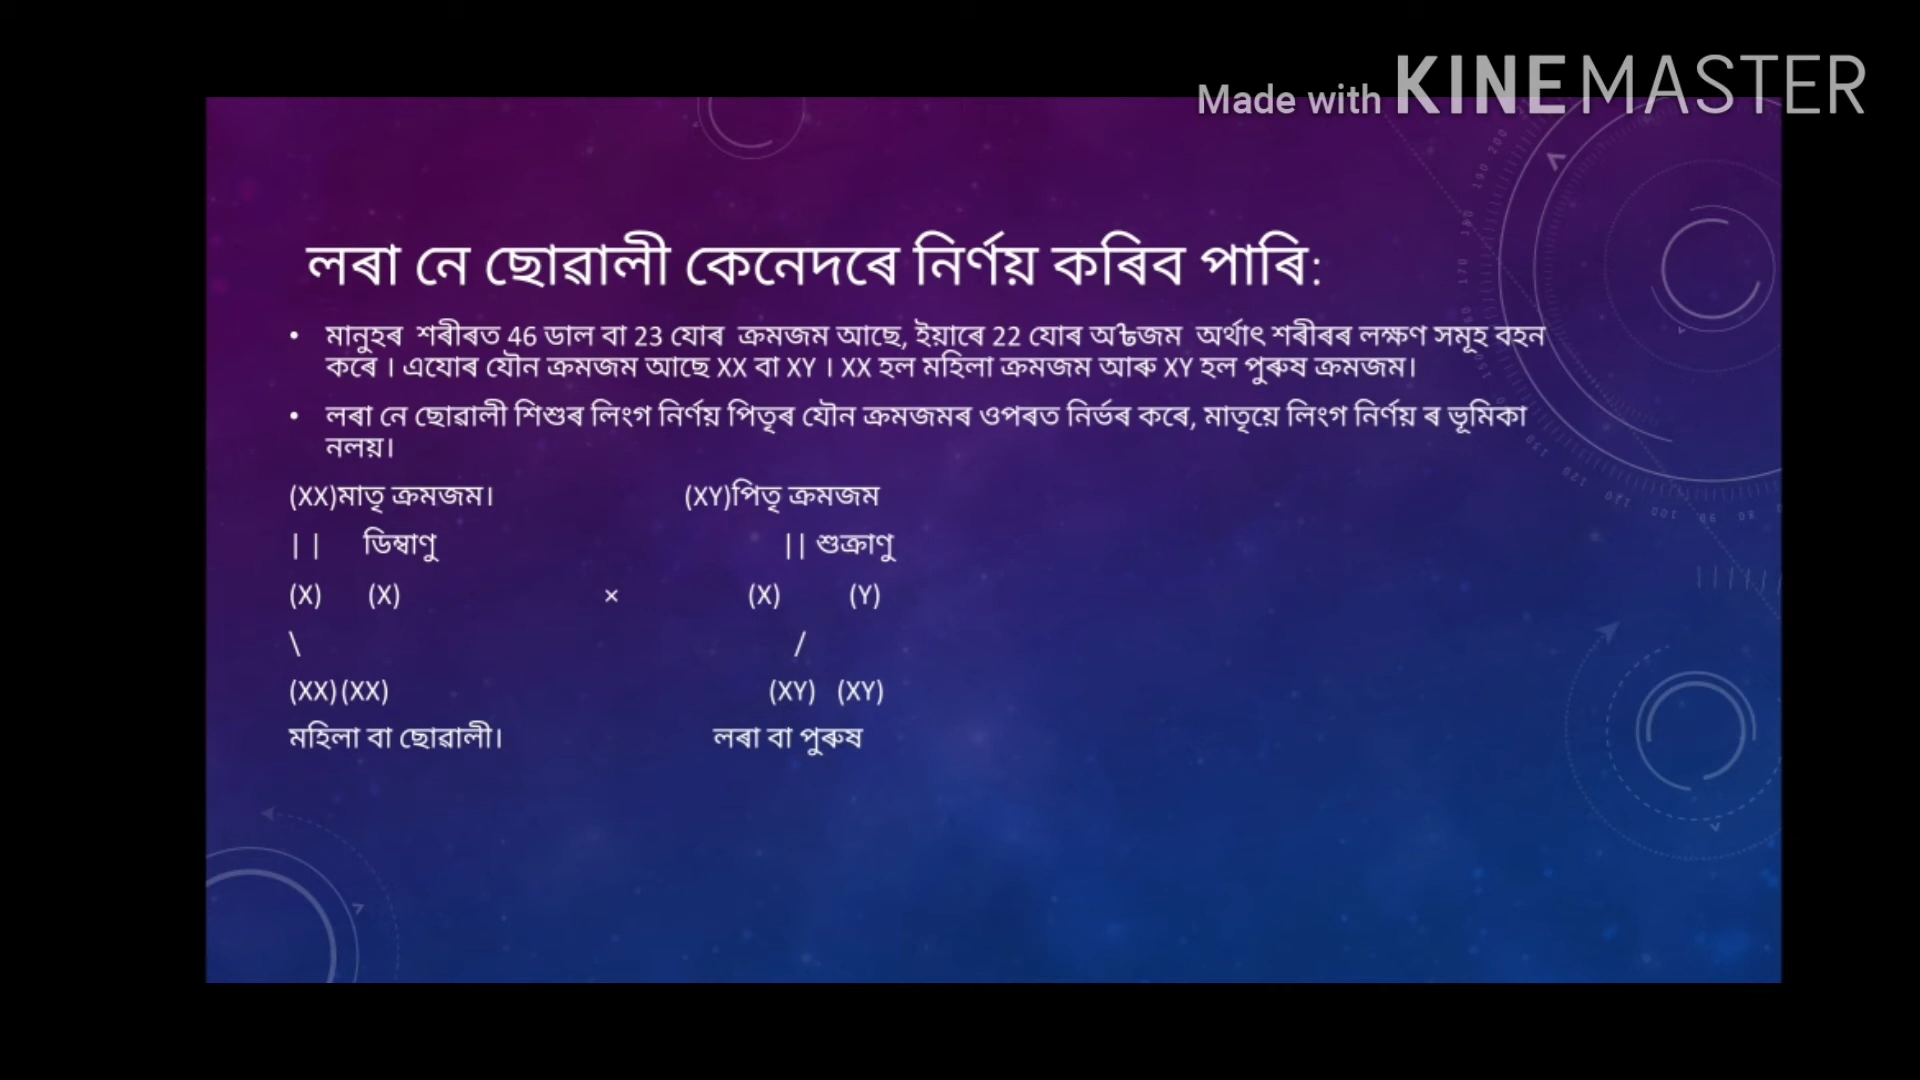 Made with KINEMASTER
লৰা নে ছোৱালী কেনেদৰে নিৰ্ণয় কৰিব পাৰি:
• মানুহৰ শৰীৰত 46 ডাল বা 23 যোৰ ক্ৰমজম আছে, ইয়াৰে 22 যোৰ অ'টজম অৰ্থাৎ শৰীৰৰ লক্ষণ সমূহ বহন
কৰে । এযোৰ যৌন ক্ৰমজম আছে XX বা XY । XX হল মহিলা ক্ৰমজম আৰু XY হল পুৰুষ ক্ৰমজম।
• লৰা নে ছোৱালী শিশুৰ লিংগ নিৰ্ণয় পিতৃৰ যৌন ক্ৰমজমৰ ওপৰত নিৰ্ভৰ কৰে, মাতৃয়ে লিংগ নিৰ্ণয় ৰ ভূমিকা
নলয়।
(XX)মাতৃ ক্ৰমজম। (XY)পিতৃ ক্ৰমজম
| | ডিম্বাণু || শুক্ৰাণু
(X) (X) × (X) (Y)
\ /
(XX) (XX) (XY) (XY)
মহিলা বা ছোৱালী। লৰা বা পুৰুষ